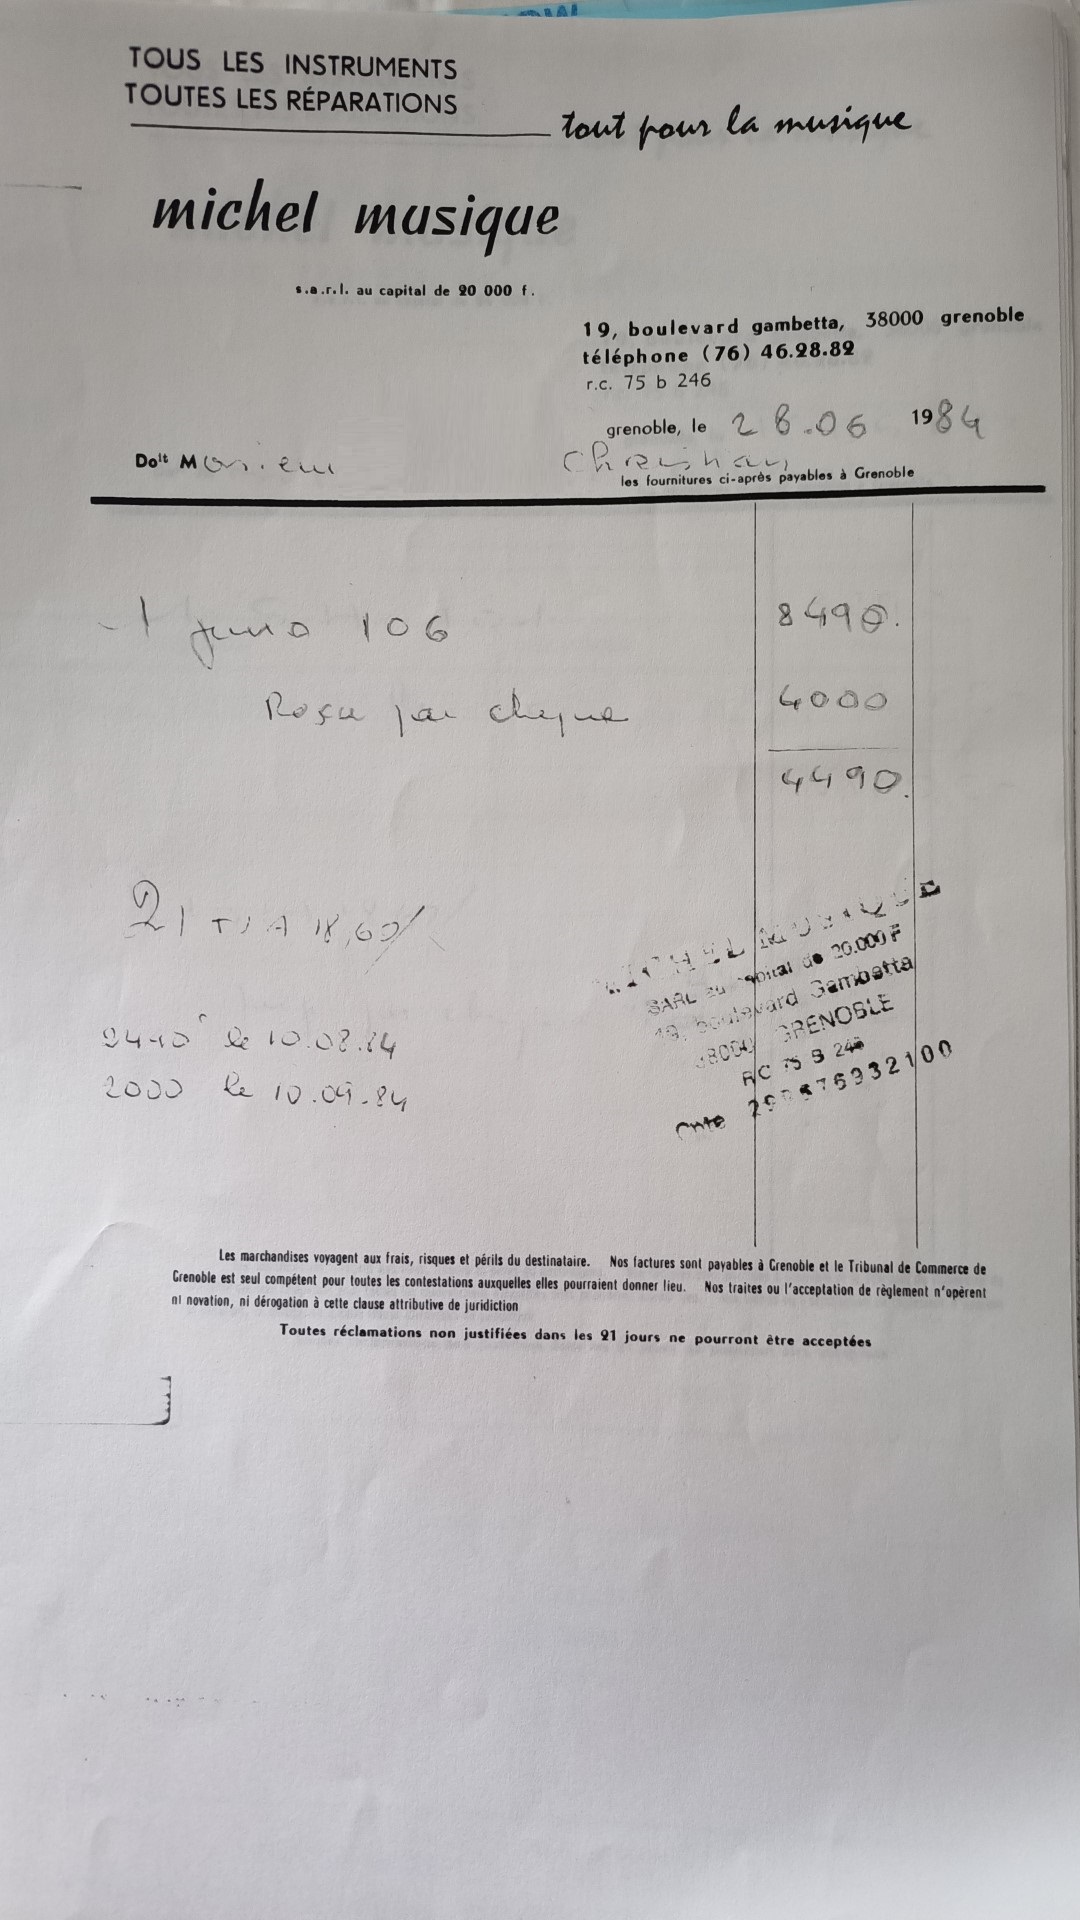 TOUS LES INSTRUMENTS
TOUTES LES RÉPARATIONS
tout pour la musique
michel musique
s.a.r.l. au capital de 20 000 f.
19, boulevard gambetta, 38000 grenoble
téléphone (76) 46.28.82
r.c. 75 b 246
grenoble, le 28.06 1984
Doit Monsieur
les fournitures ci-après payables à Grenoble
1 juno 106 8490.
Reçu par cheque 4000
4490.
TVA 18,60%
le 10.08.84
2000 le 10.09.84
MICHEL MUSIQUE
SARL au capital de 20.000 F
19, Boulevard Gambetta
38000 GRENOBLE
RC 75 B 246
Les marchandises voyagent aux frais, risques et périls du destinataire. Nos factures sont payables à Grenoble et le Tribunal de Commerce de
Grenoble est seul compétent pour toutes les contestations auxquelles elles pourraient donner lieu. Nos traites ou l'acceptation de règlement n'opèrent
ni novation, ni dérogation à cette clause attributive de juridiction
Toutes réclamations non justifiées dans les 21 jours ne pourront être acceptées